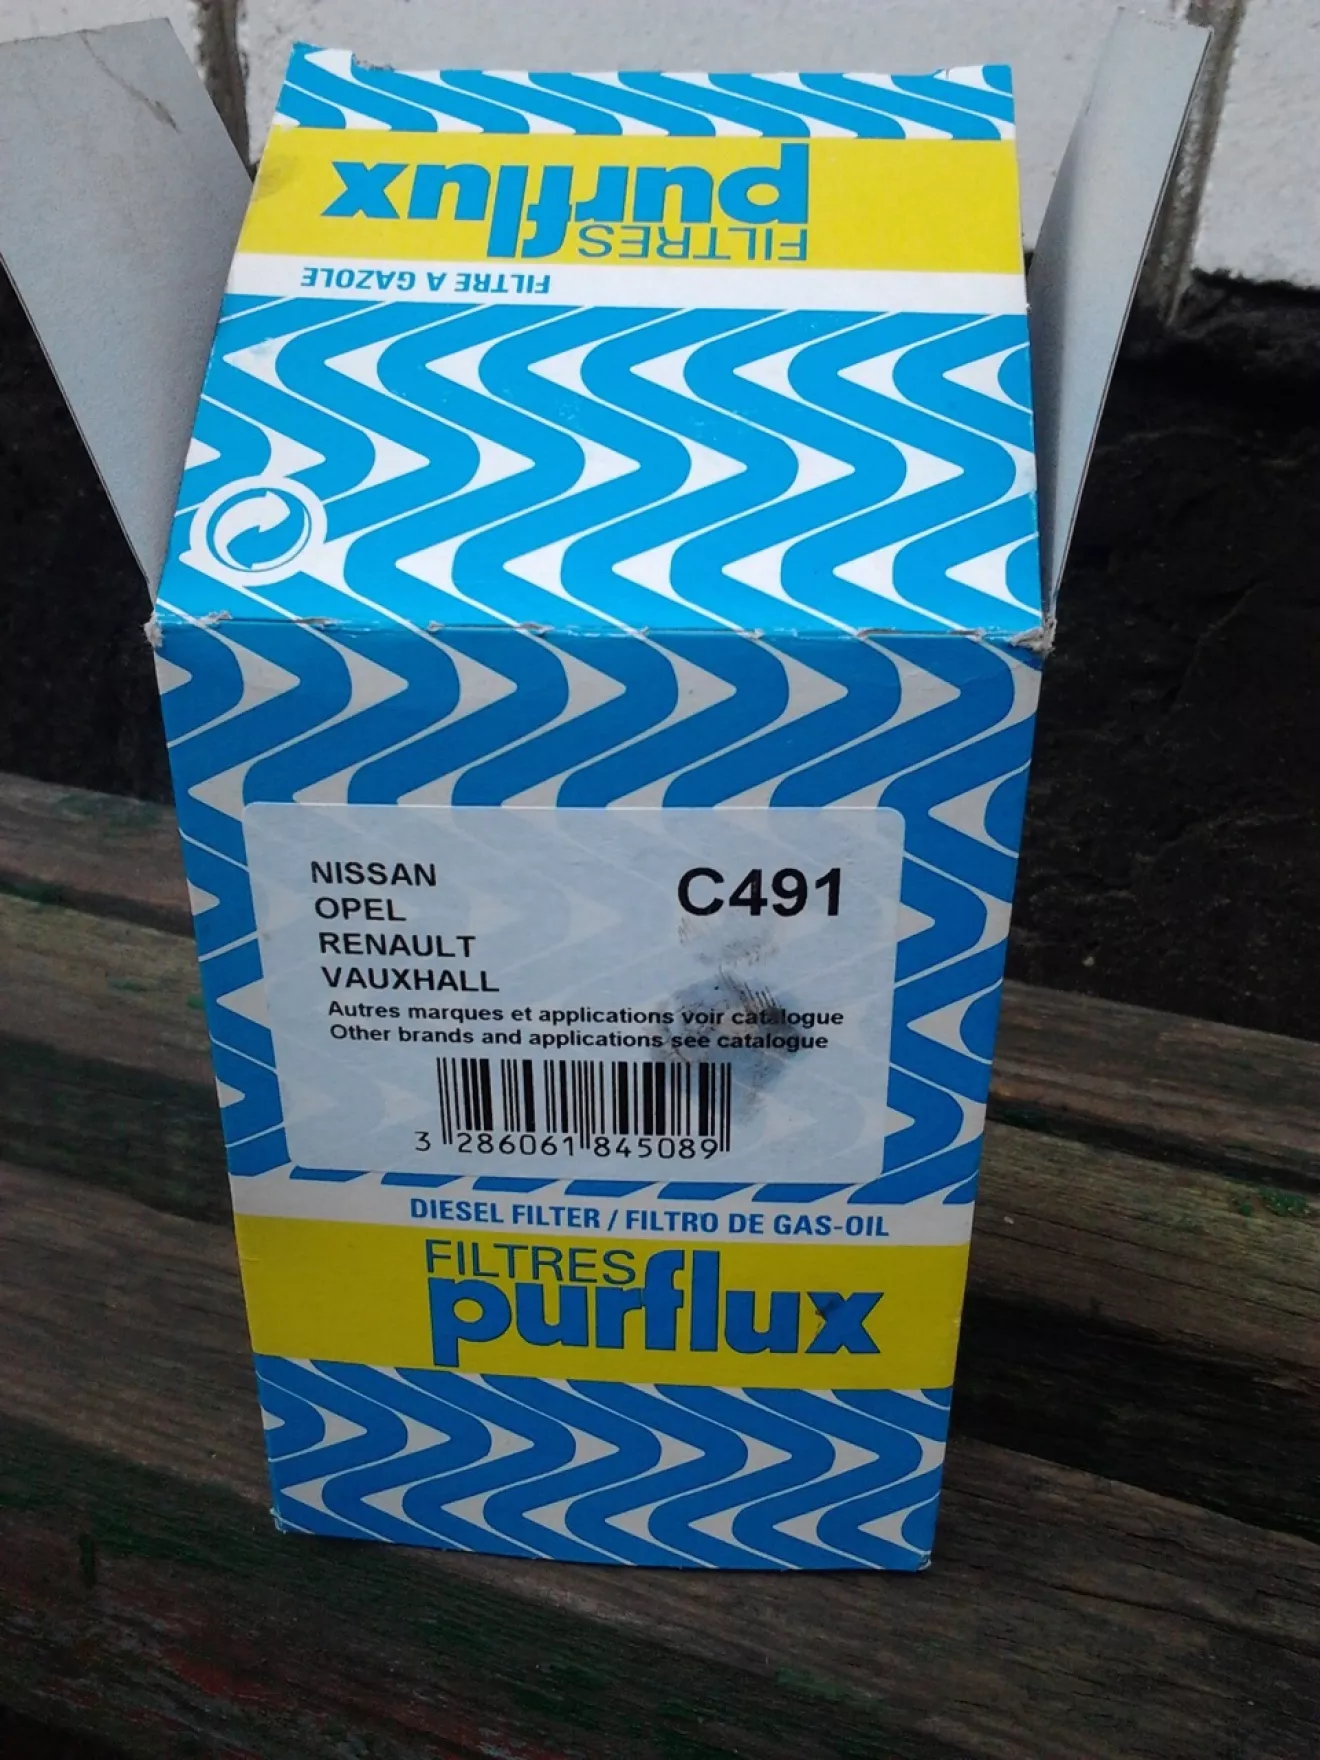 purflux
FILTRES
FILTRE A GAZOLE
NISSAN
OPEL
RENAULT
VAUXHALL
C491
Autres marques et applications voir catalogue
Other brands and applications see catalogue
3 286061 845089
DIESEL FILTER / FILTRO DE GAS-OIL
FILTRES
purflux